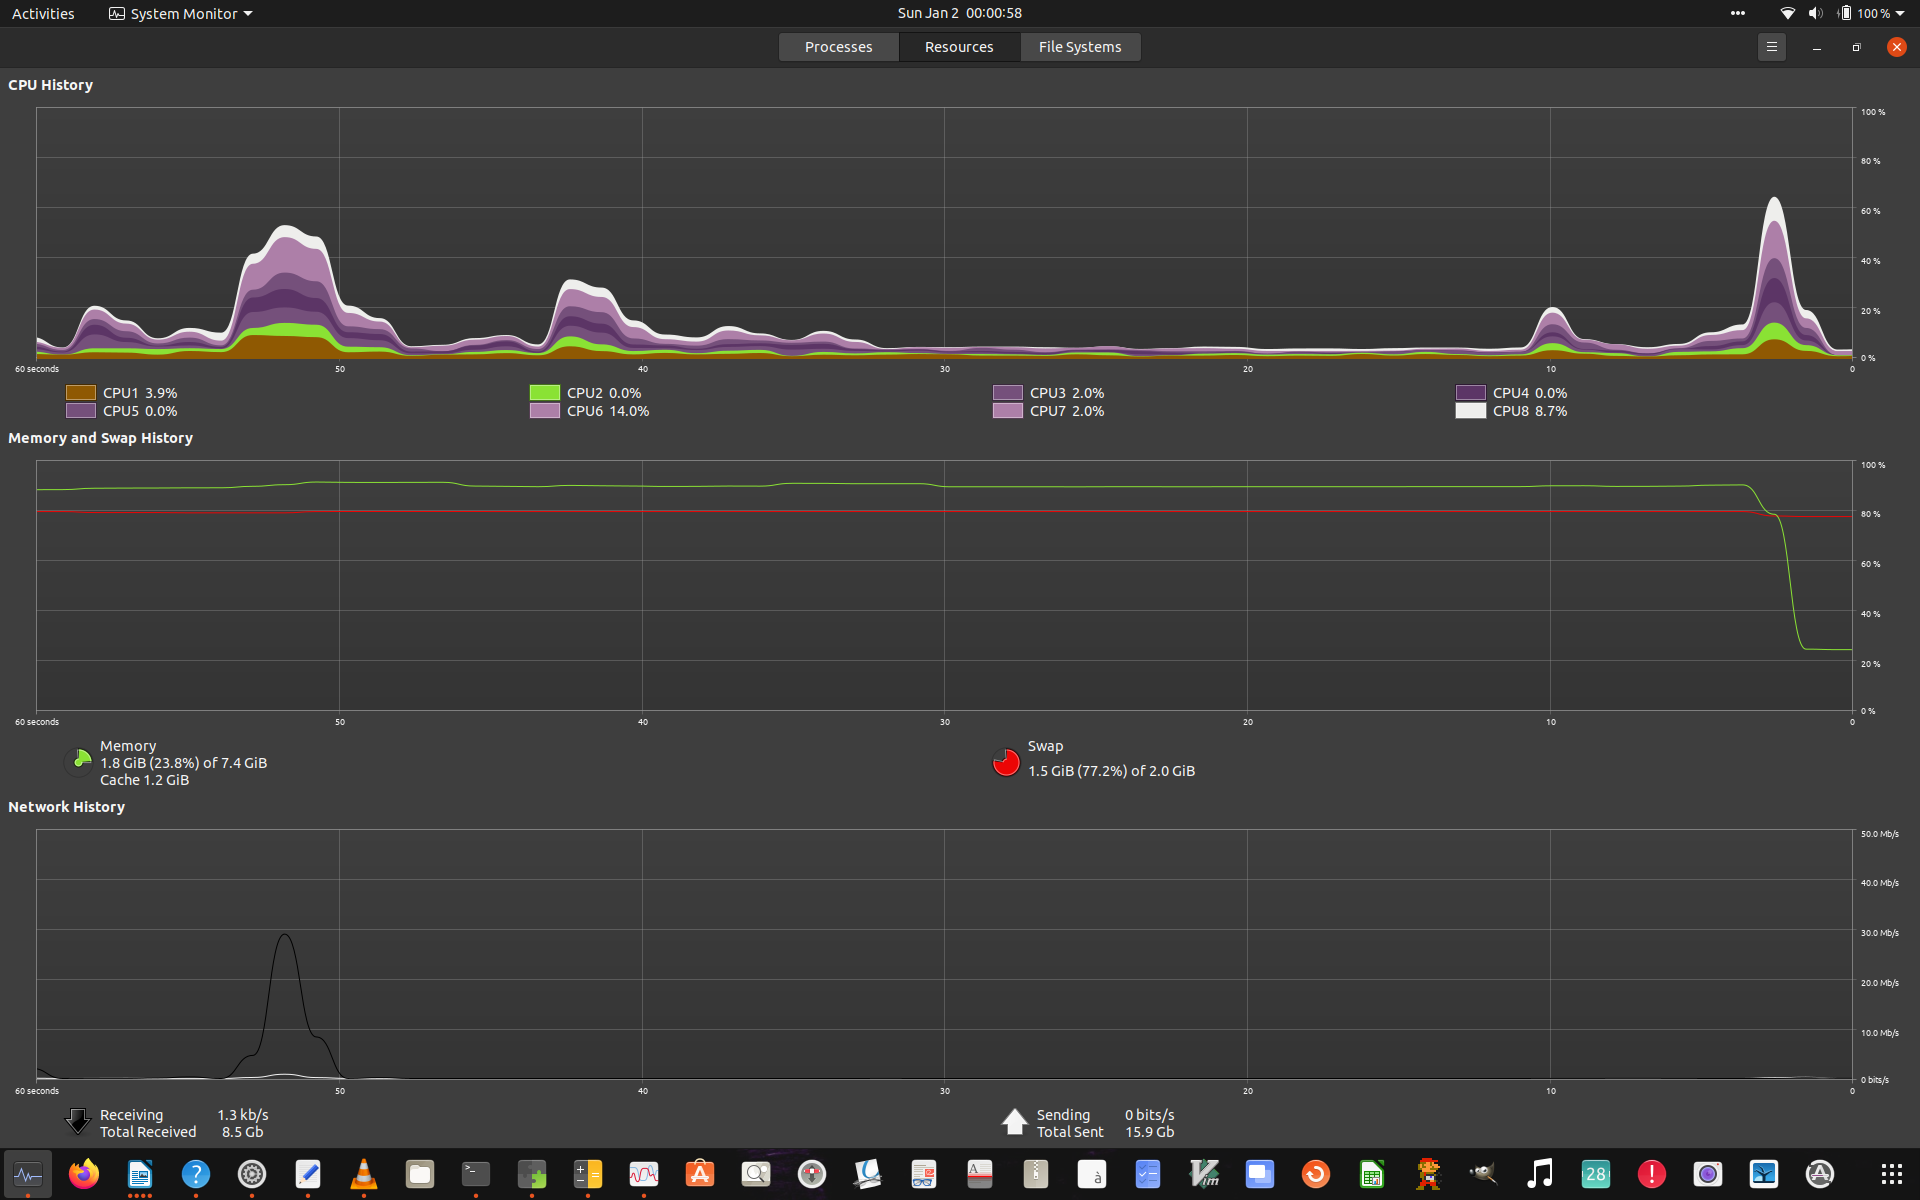 Activities
System Monitor
Sun Jan 2 00:00:58
100 %
Processes
Resources
File Systems
CPU History
100 %
80 %
60 %
40 %
20 %
0 %
60 seconds 50 40 30 20 10 0
CPU1 3.9% CPU2 0.0% CPU3 2.0% CPU4 0.0%
CPU5 0.0% CPU6 14.0% CPU7 2.0% CPU8 8.7%
Memory and Swap History
100 %
80 %
60 %
40 %
20 %
0 %
60 seconds 50 40 30 20 10 0
Memory
1.8 GiB (23.8%) of 7.4 GiB
Cache 1.2 GiB
Swap
1.5 GiB (77.2%) of 2.0 GiB
Network History
50.0 Mb/s
40.0 Mb/s
30.0 Mb/s
20.0 Mb/s
10.0 Mb/s
0 bits/s
60 seconds 50 40 30 20 10 0
Receiving 1.3 kb/s
Total Received 8.5 Gb
Sending 0 bits/s
Total Sent 15.9 Gb
28